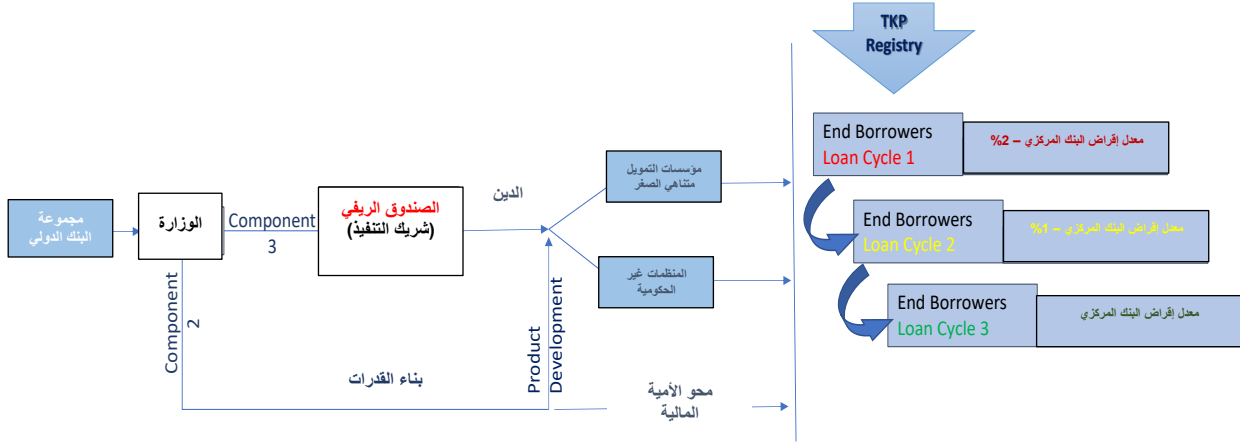 TKP
Registry
End Borrowers
Loan Cycle 1
معدل إقراض البنك المركزي – 2%
مؤسسات التمويل
متناهي الصغر
الدين
الصندوق الريفي
(شريك التنفيذ)
الوزارة
Component
3
مجموعة
البنك الدولي
End Borrowers
Loan Cycle 2
معدل إقراض البنك المركزي – 1%
المنظمات غير
الحكومية
End Borrowers
Loan Cycle 3
معدل إقراض البنك المركزي
Component
2
Product
Development
بناء القدرات
محو الأمية
المالية